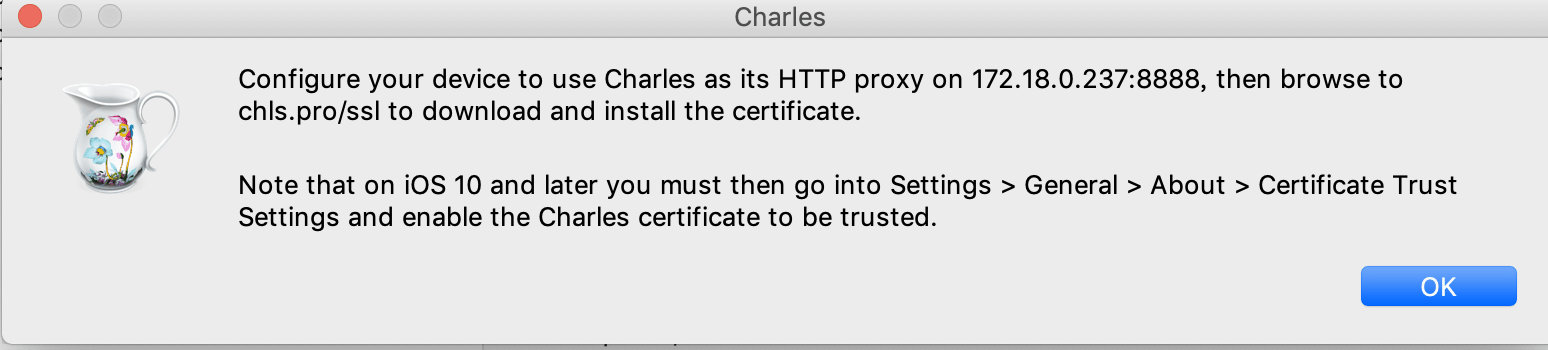 Charles
Configure your device to use Charles as its HTTP proxy on 172.18.0.237:8888, then browse to
chls.pro/ssl to download and install the certificate.
Note that on iOS 10 and later you must then go into Settings > General > About > Certificate Trust
Settings and enable the Charles certificate to be trusted.
OK